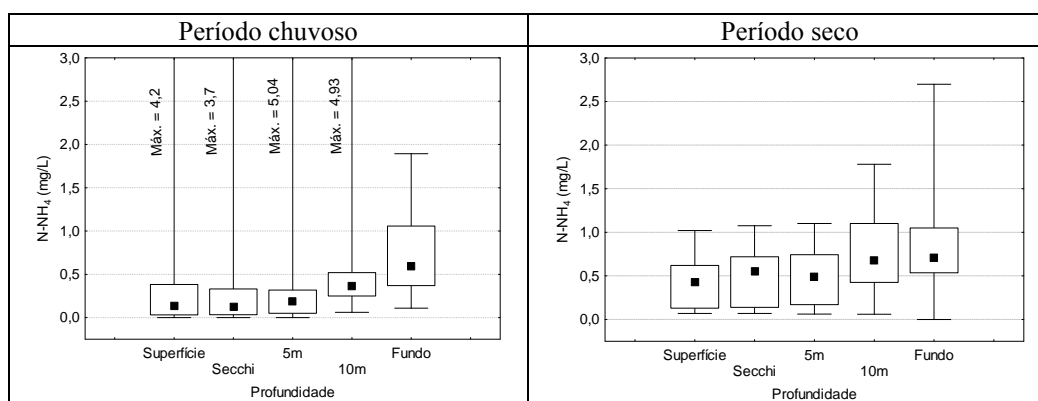 Período chuvoso
3,0
2,5
2,0
1,5
1,0
0,5
0,0
N-NH4 (mg/L)
Máx. = 4,2
Máx. = 3,7
Máx. = 5,04
Máx. = 4,93
Superfície
Secchi
5m
10m
Fundo
Profundidade
Período seco
3,0
2,5
2,0
1,5
1,0
0,5
0,0
N-NH4 (mg/L)
Superfície
Secchi
5m
10m
Fundo
Profundidade